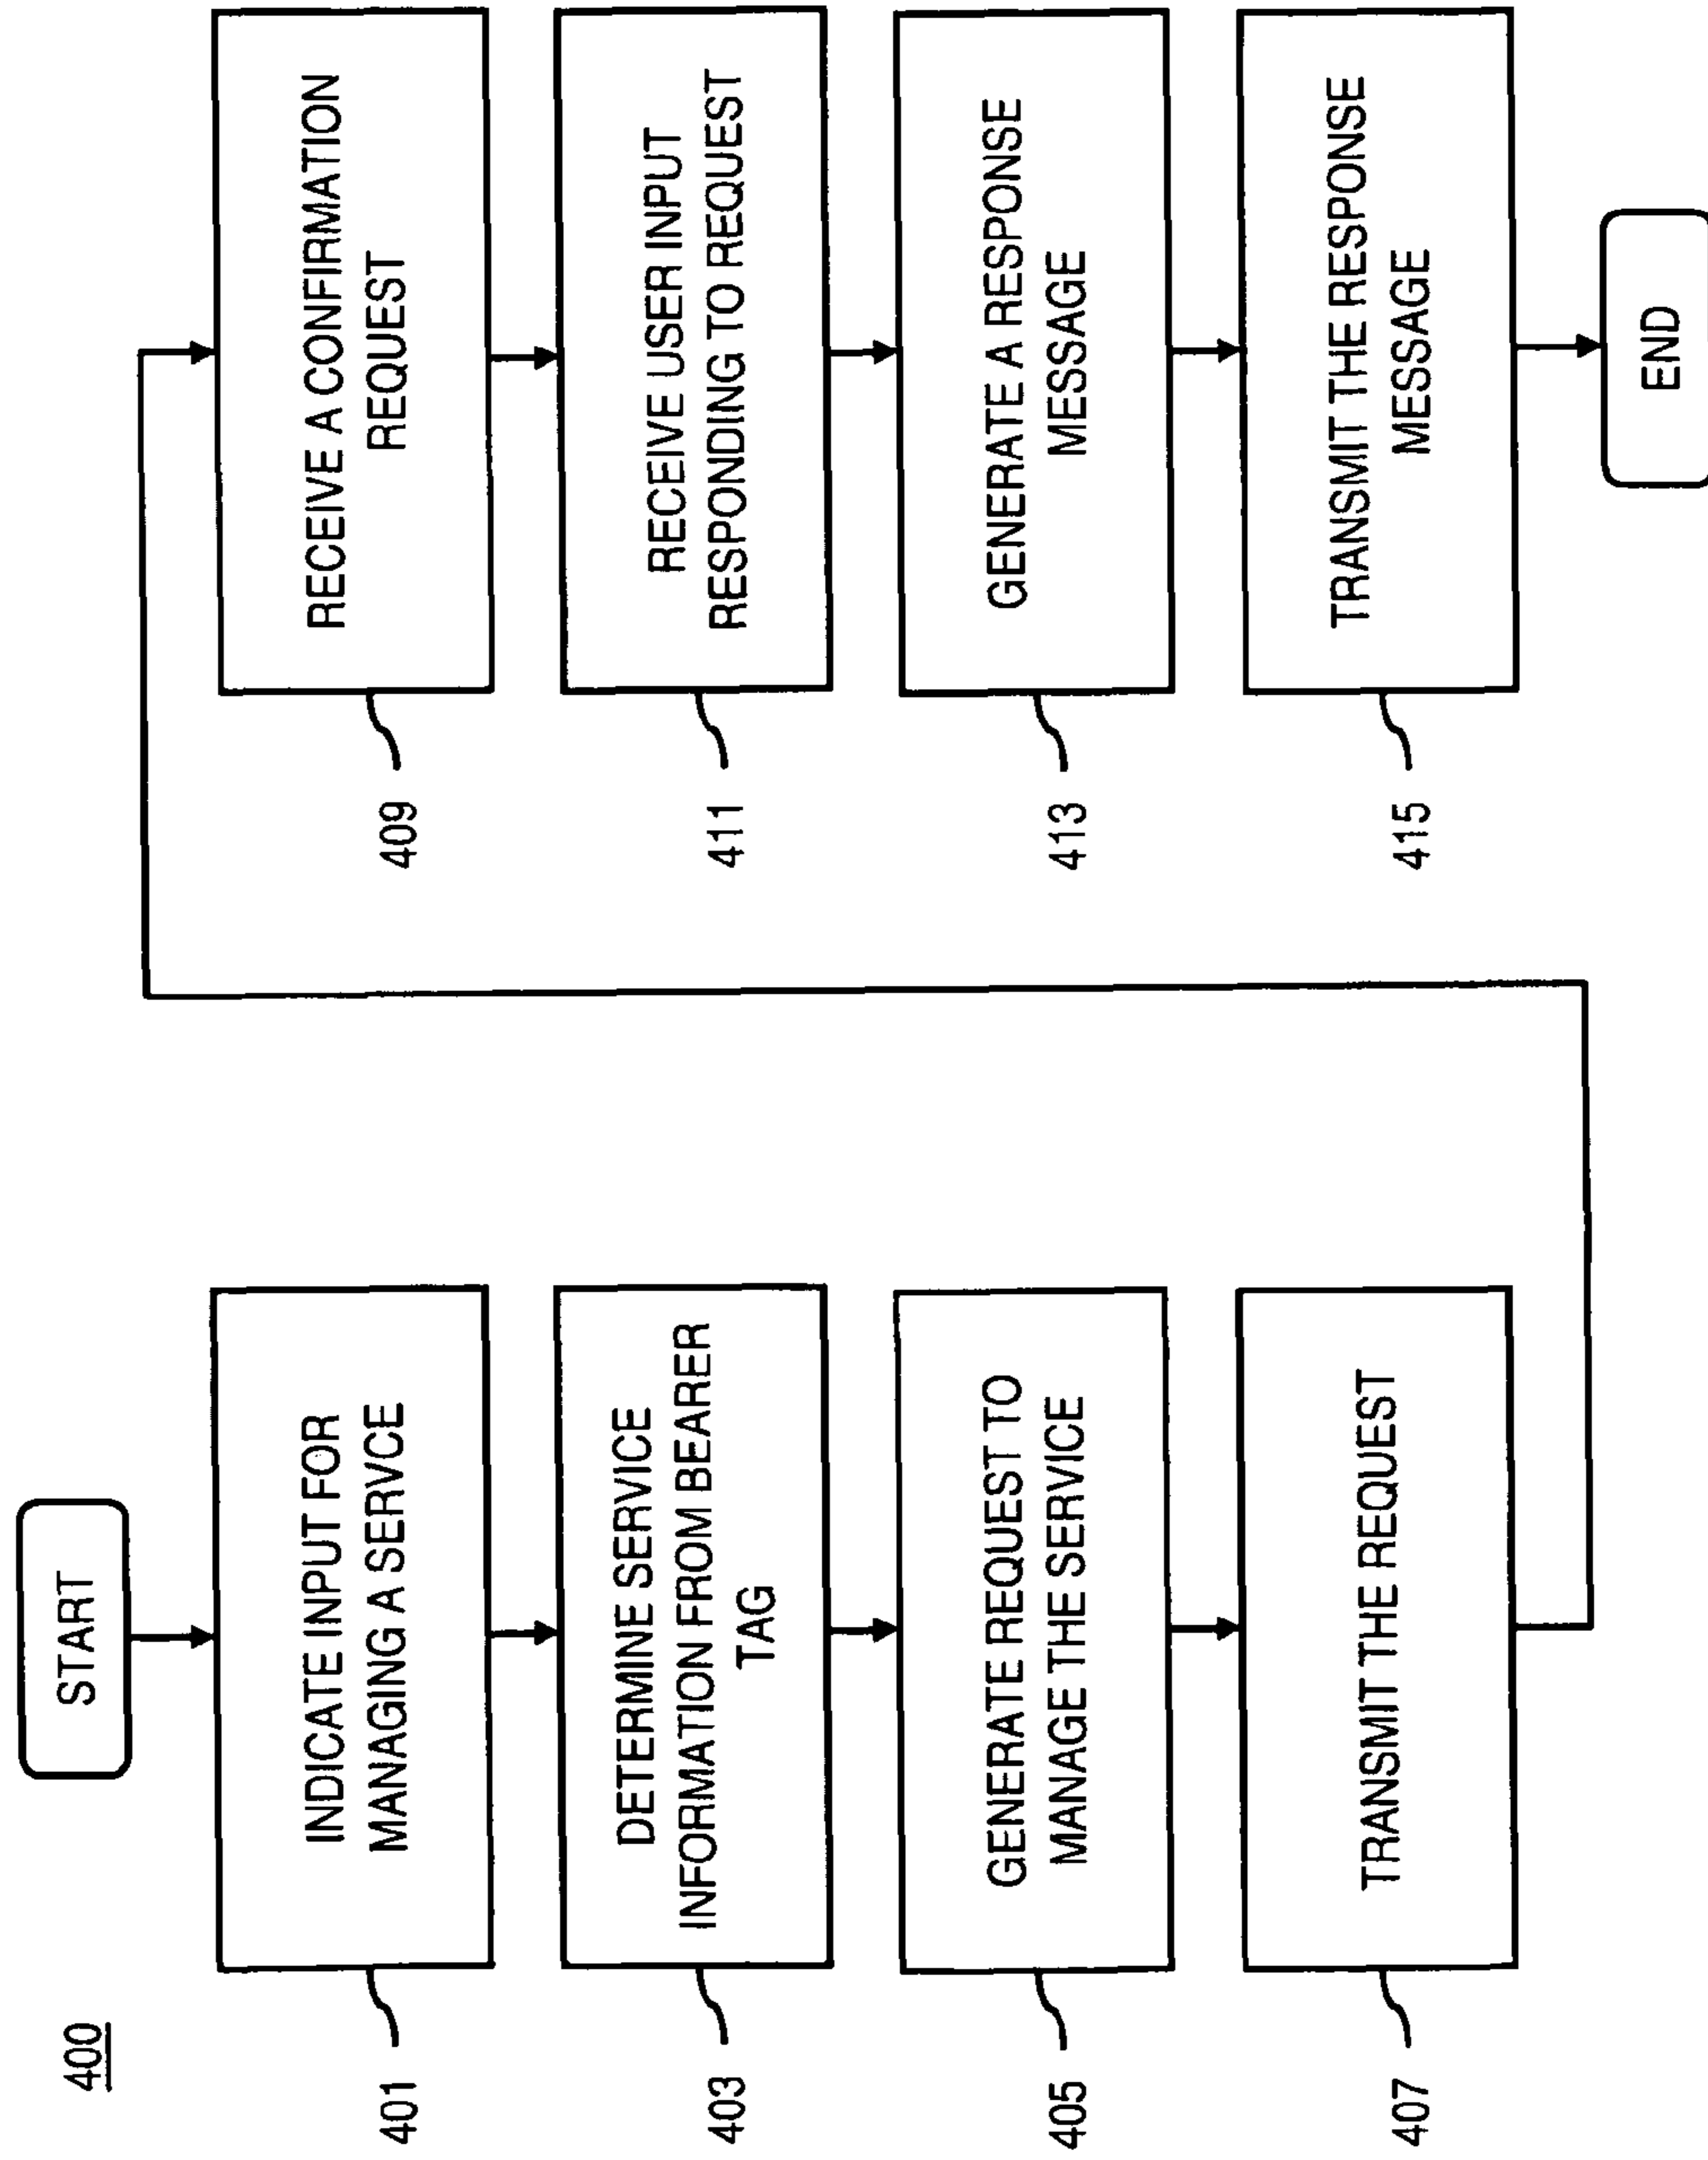 400
START
401
INDICATE INPUT FOR
MANAGING A SERVCE
403
DETERMINE SERVICE
INFORMATION FROM BEARER
TAG
405
GENERATE REQUEST TO
MANAGE THE SERVICE
407
TRANSMIT THE REQUEST
409
RECEIVE A CONFIRMATION
REQUEST
411
RECEIVE USER INPUT
RESPONDING TO REQUEST
413
GENERATE A RESPONSE
MESSAGE
415
TRANSMIT THE RESPONSE
MESSAGE
END